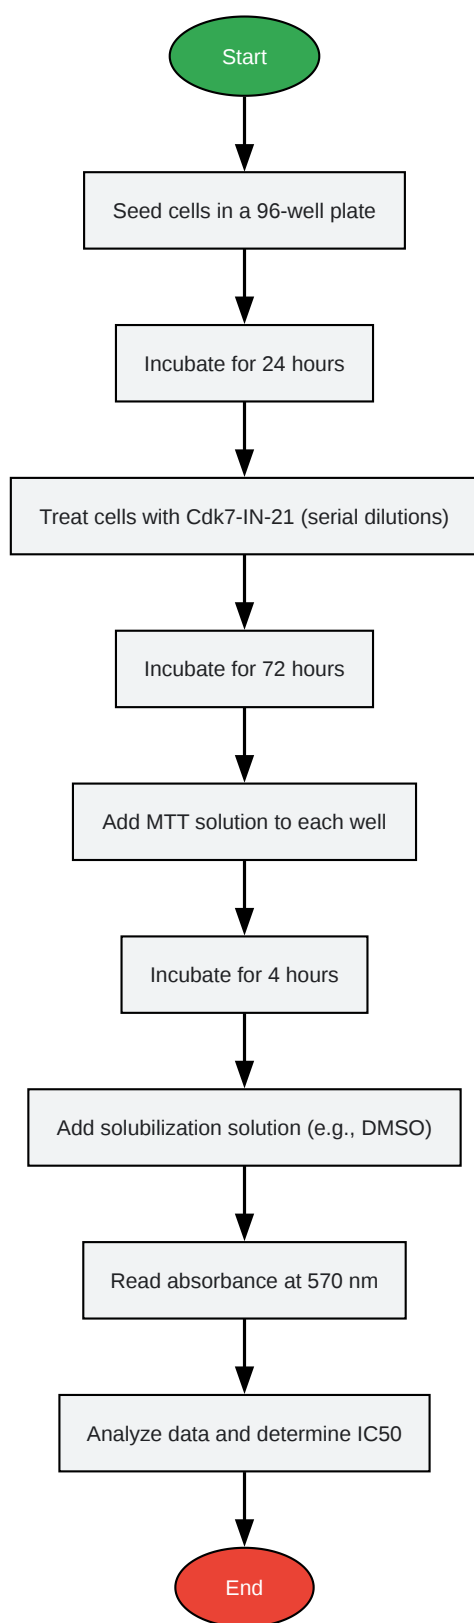 Start
Seed cells in a 96-well plate
Incubate for 24 hours
Treat cells with Cdk7-IN-21 (serial dilutions)
Incubate for 72 hours
Add MTT solution to each well
Incubate for 4 hours
Add solubilization solution (e.g., DMSO)
Read absorbance at 570 nm
Analyze data and determine IC50
End